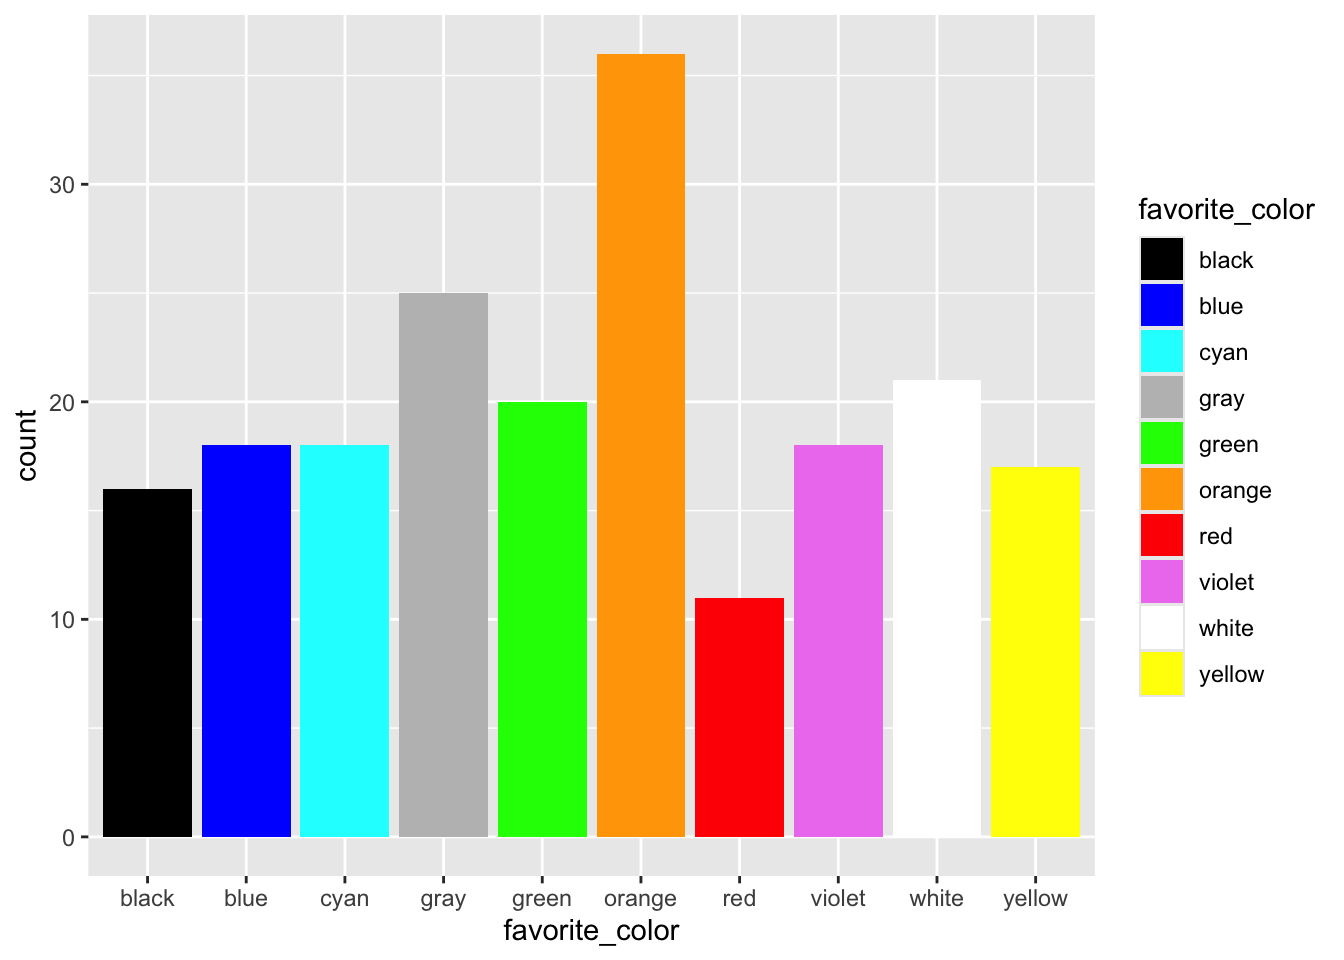 30
20
10
0
count
black blue cyan gray green orange red violet white yellow
favorite_color
favorite_color
black
blue
cyan
gray
green
orange
red
violet
white
yellow